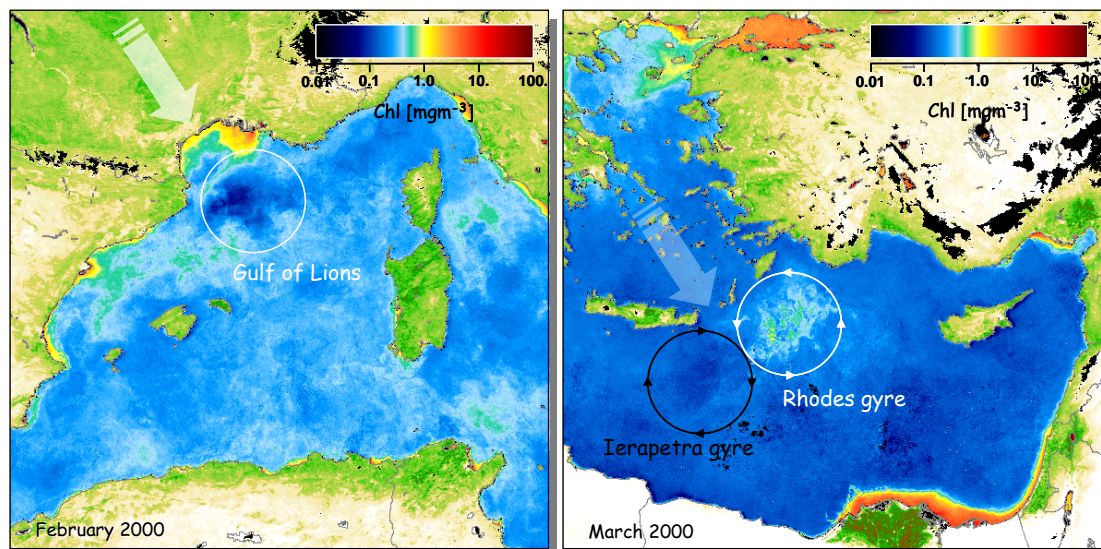 0.01 0.1 1.0 10. 100.
Chl [mgm-3]
Gulf of Lions
February 2000
0.01 0.1 1.0 10. 100
Chl [mgm-3]
Rhodes gyre
Ierapetra gyre
March 2000